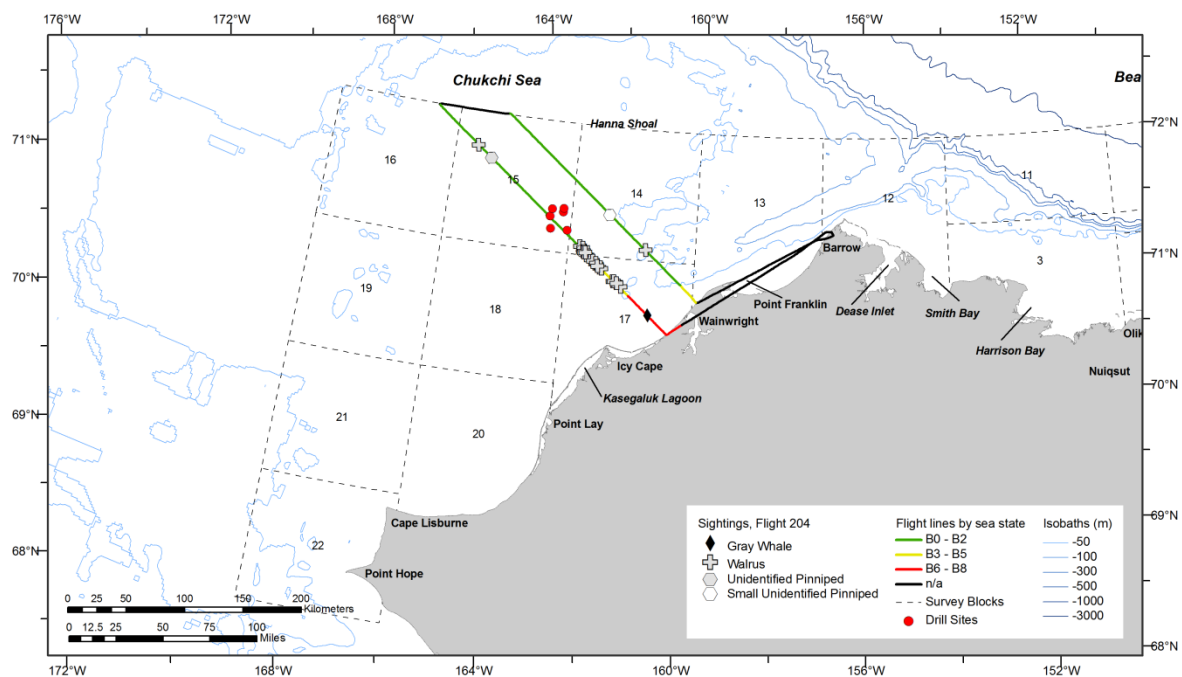 176°W
172°W
168°W
164°W
160°W
156°W
152°W
Chukchi Sea
Bea
71°N
72°N
Hanna Shoal
16
15
14
13
12
11
Barrow
3
71°N
70°N
19
18
17
Point Franklin
Wainwright
Dease Inlet
Smith Bay
Harrison Bay
Olik
Icy Cape
Nuiqsut
Kasegaluk Lagoon
70°N
69°N
21
20
Point Lay
Cape Lisburne
69°N
68°N
22
Point Hope
0 25 50 100 150 200
Kilometers
0 12.5 25 50 75 100
Miles
Sightings, Flight 204
Gray Whale
Walrus
Unidentified Pinniped
Small Unidentified Pinniped
Flight lines by sea state
B0 - B2
B3 - B5
B6 - B8
n/a
Survey Blocks
Drill Sites
Isobaths (m)
-50
-100
-300
-500
-1000
-3000
68°N
172°W
168°W
164°W
160°W
156°W
152°W